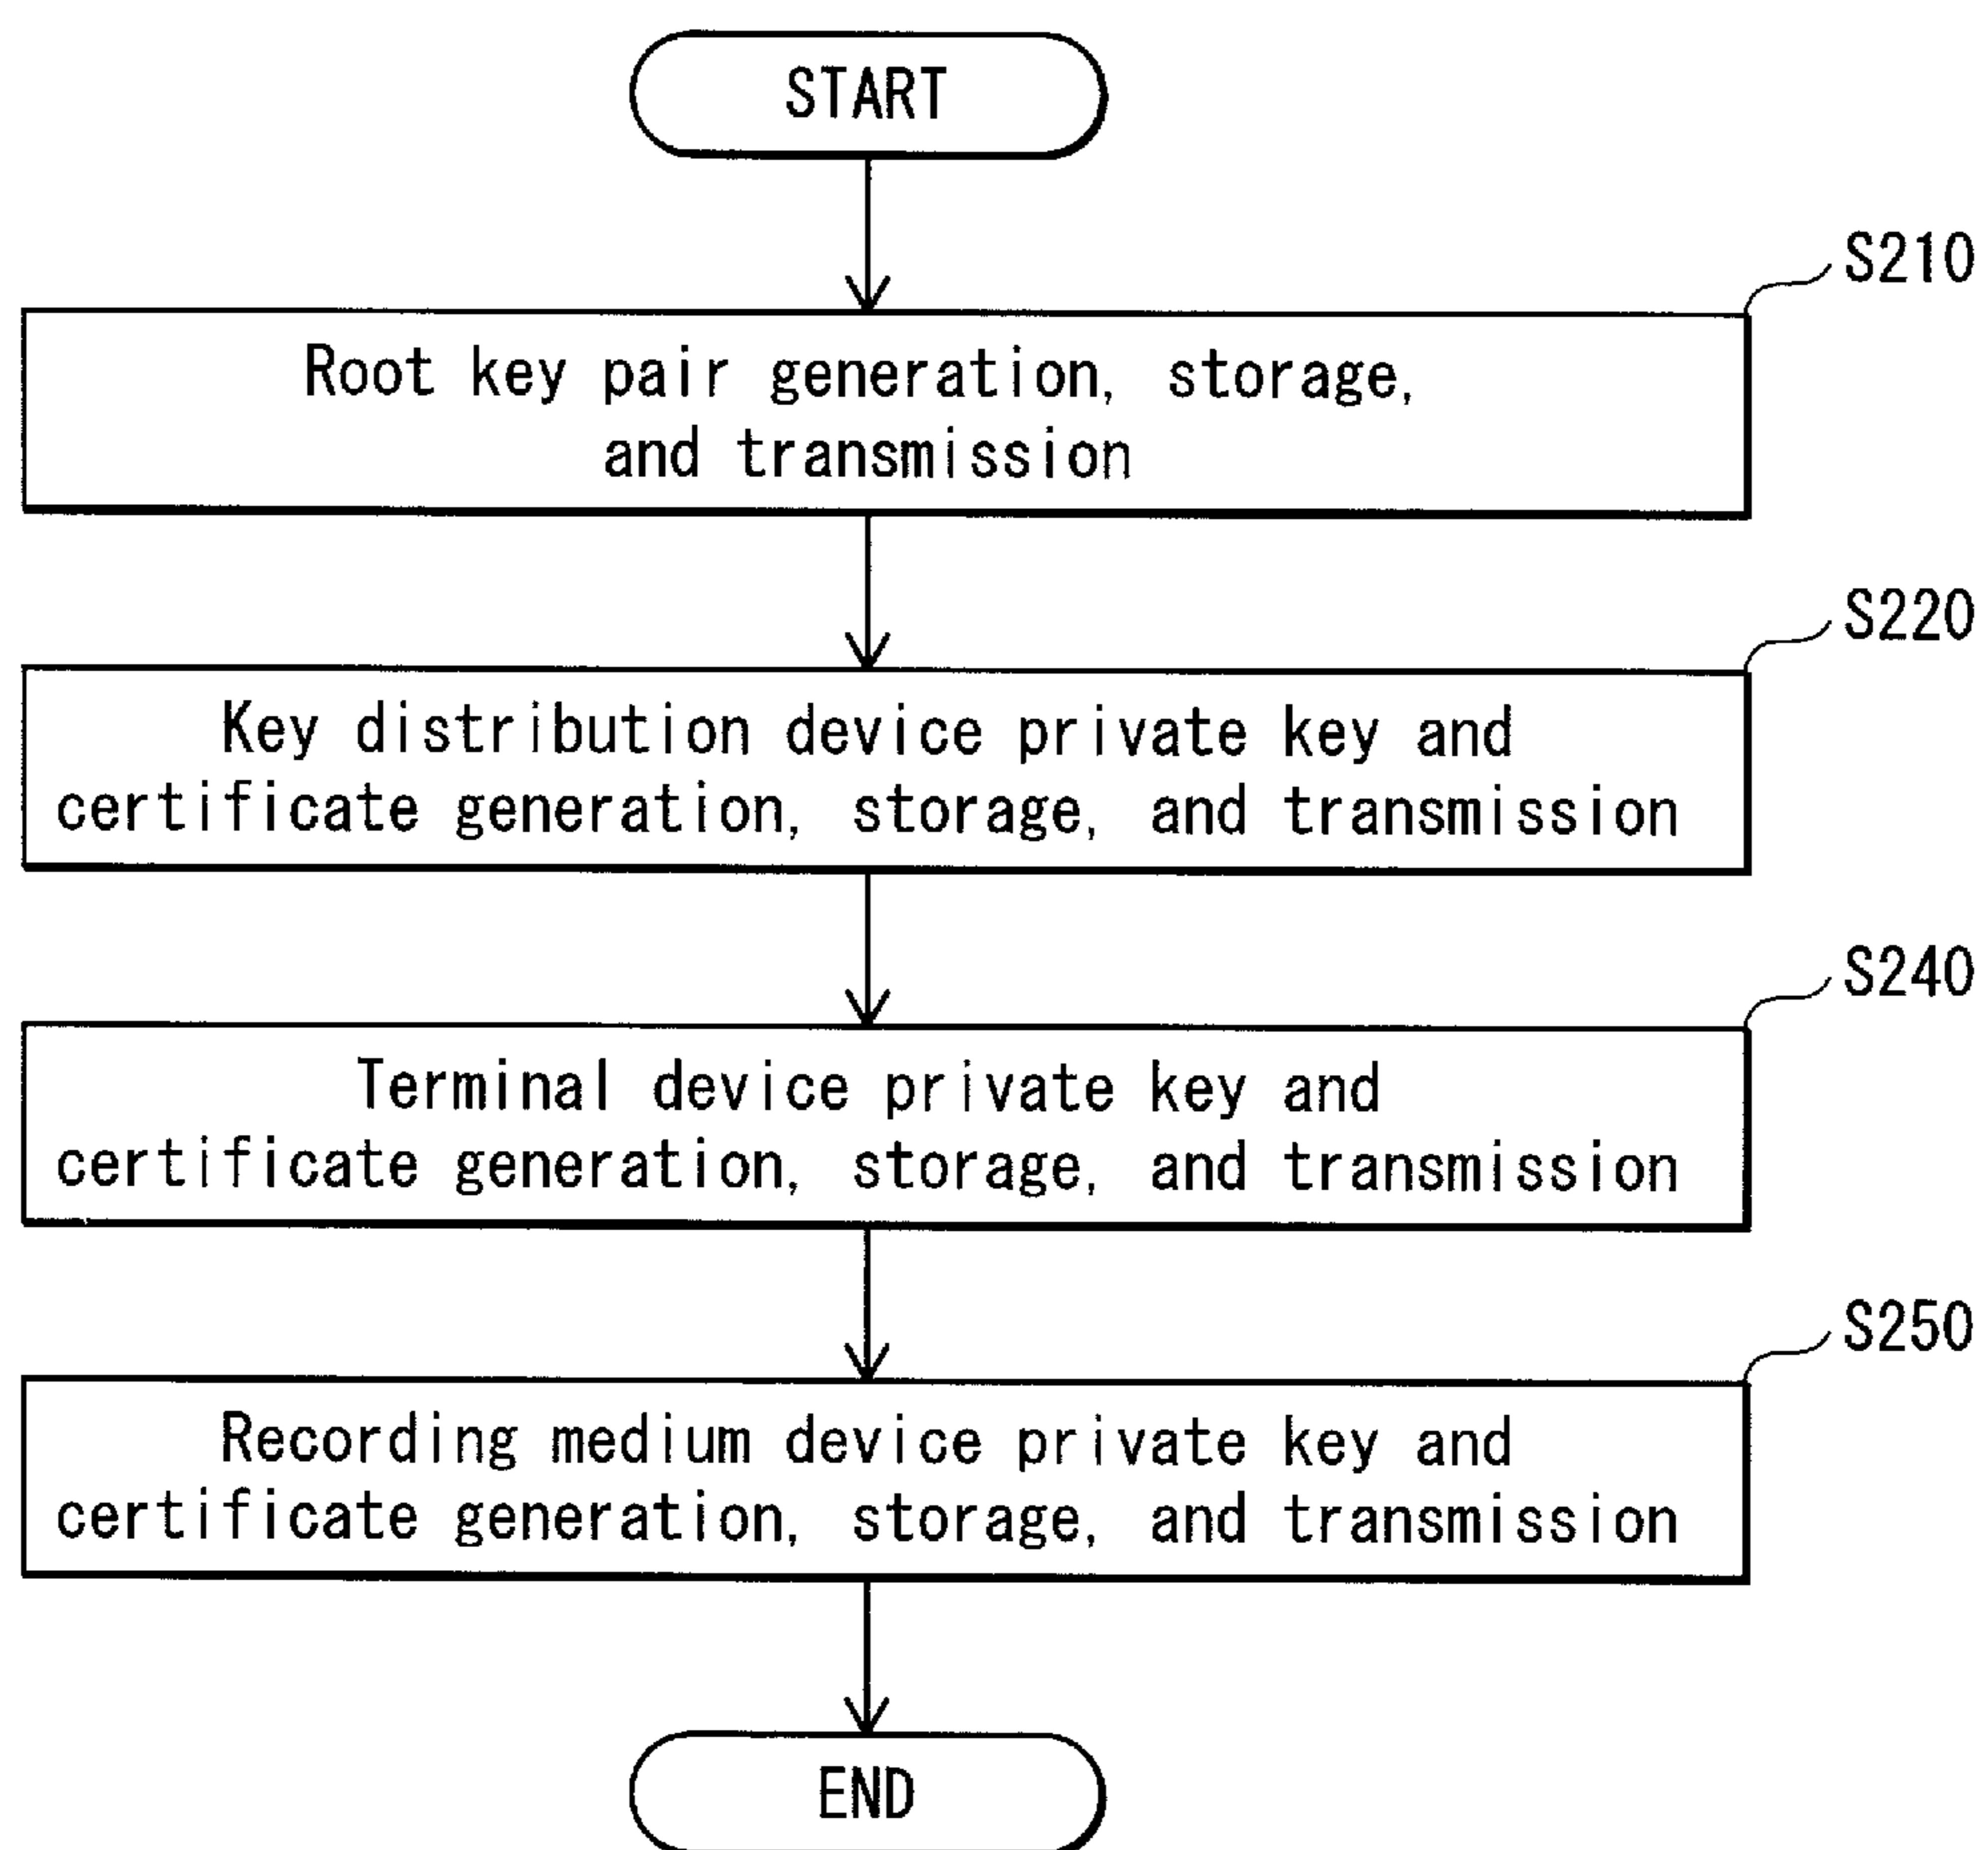 START
S210
Root key pair generation, storage,
and transmission
S220
Key distribution device private key and
certificate generation, storage, and transmission
S240
Terminal device private key and
certificate generation, storage, and transmission
S250
Recording medium device private key and
certificate generation, storage, and transmission
END